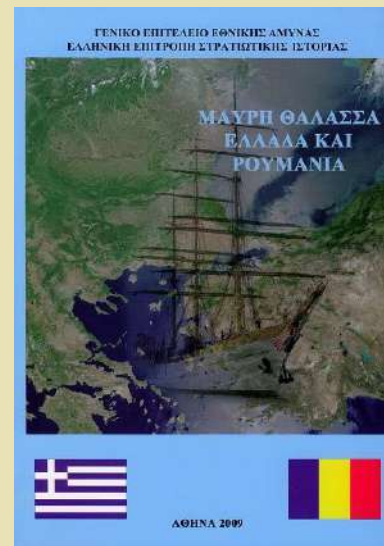 ΓΕΝΙΚΟ ΕΠΙΤΕΛΕΙΟ ΕΘΝΙΚΗΣ ΑΜΥΝΑΣ
ΕΛΛΗΝΙΚΗ ΕΠΙΤΡΟΠΗ ΣΤΡΑΤΙΩΤΙΚΗΣ ΙΣΤΟΡΙΑΣ
ΜΑΥΡΗ ΘΑΛΑΣΣΑ
ΕΛΛΑΔΑ ΚΑΙ
ΡΟΥΜΑΝΙΑ
ΑΘΗΝΑ 2009